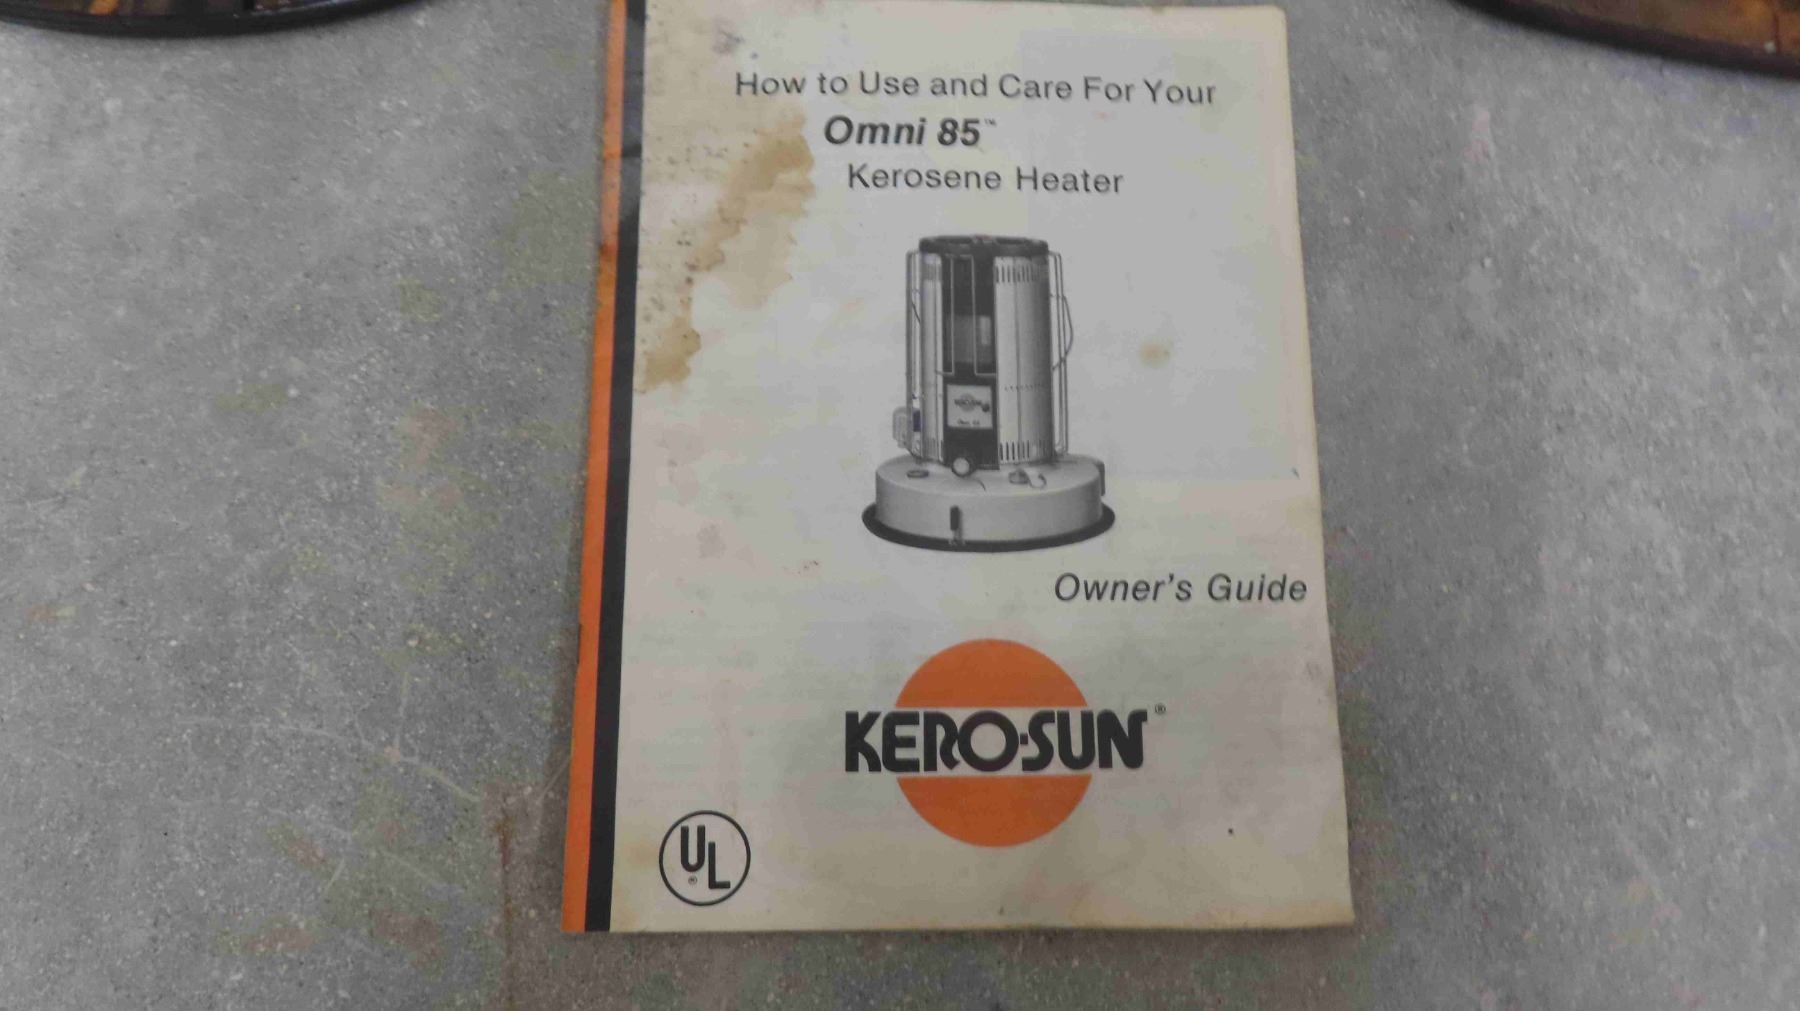 How to Use and Care For Your
Omni 85™
Kerosene Heater
Owner's Guide
KERO-SUN®
UL®